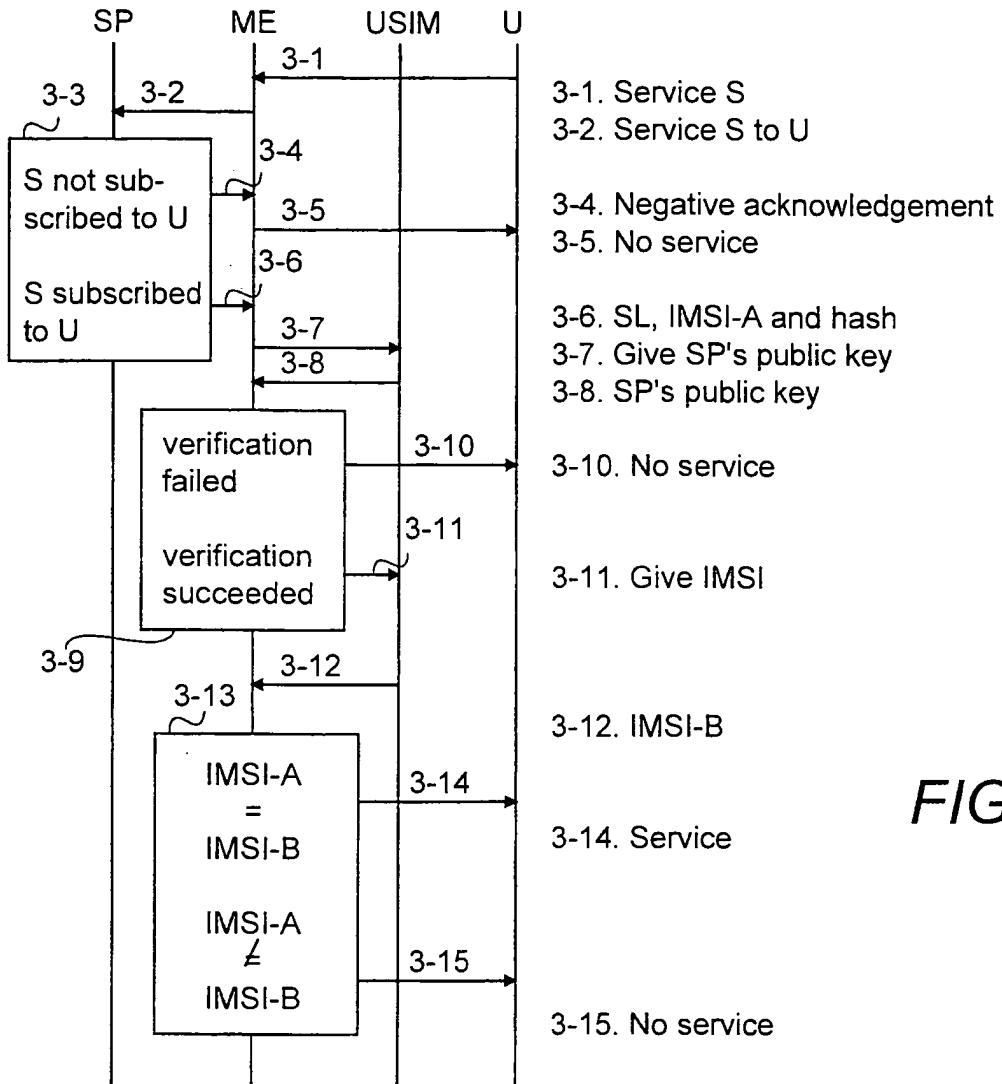 SP ME USIM U
3-1
3-1. Service S
3-2
3-2. Service S to U
3-3
S not sub-
scribed to U
3-4
3-4. Negative acknowledgement
3-5
3-5. No service
S subscribed
to U
3-6
3-6. SL, IMSI-A and hash
3-7
3-7. Give SP's public key
3-8
3-8. SP's public key
verification
failed
3-10
3-10. No service
verification
succeeded
3-11
3-11. Give IMSI
3-9
3-12
3-12. IMSI-B
3-13
IMSI-A
=
IMSI-B
3-14
3-14. Service
IMSI-A
≠
IMSI-B
3-15
3-15. No service
FIG